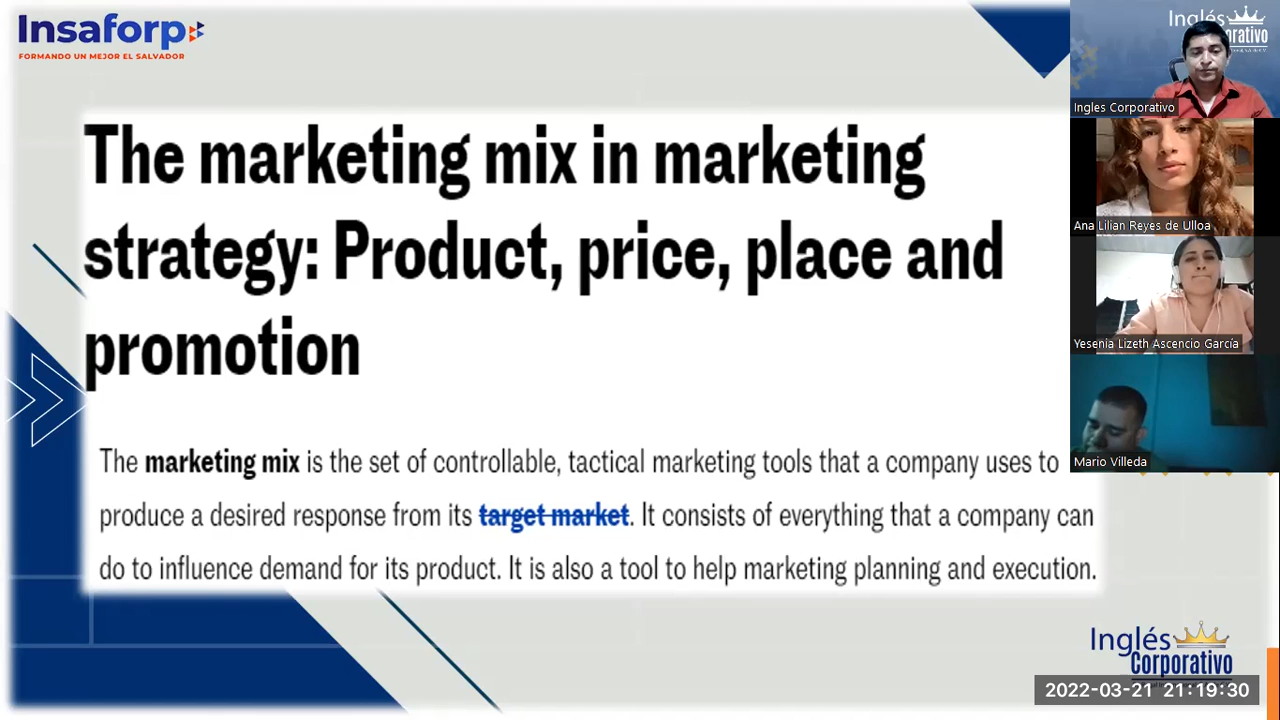 Insaforp
FORMANDO UN MEJOR EL SALVADOR
The marketing mix in marketing
strategy: Product, price, place and
promotion
The marketing mix is the set of controllable, tactical marketing tools that a company uses to
produce a desired response from its target market. It consists of everything that a company can
do to influence demand for its product. It is also a tool to help marketing planning and execution.
Inglés
Ingles Corporativo
Ana Lilian Reyes de Ulloa
Yesenia Lizeth Ascencio García
Mario Villeda
Inglés
Corporativo
2022-03-21 21:19:30